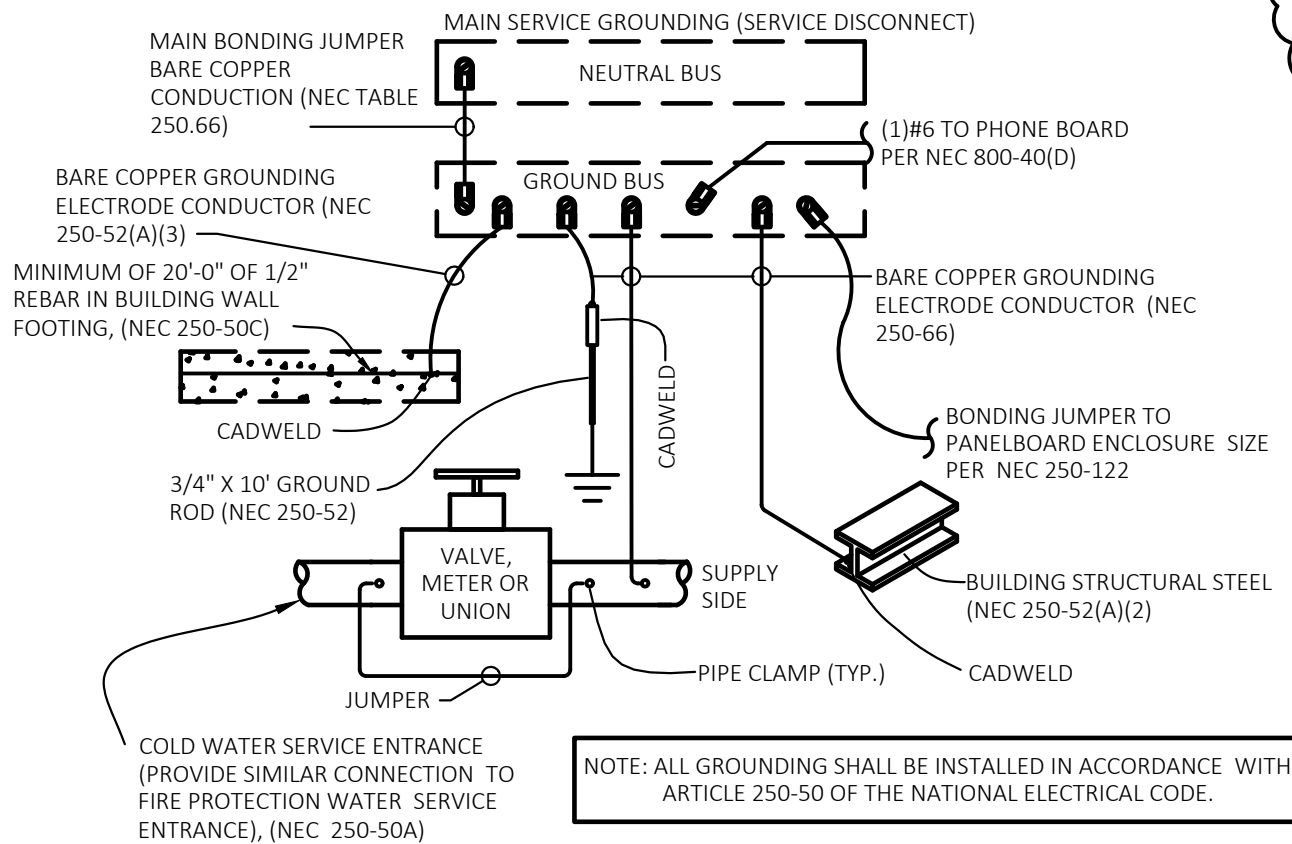 MAIN SERVICE GROUNDING (SERVICE DISCONNECT)
MAIN BONDING JUMPER
BARE COPPER
CONDUCTION (NEC TABLE
250.66)
NEUTRAL BUS
(1)#6 TO PHONE BOARD
PER NEC 800-40(D)
GROUND BUS
BARE COPPER GROUNDING
ELECTRODE CONDUCTOR (NEC
250-52(A)(3)
MINIMUM OF 20'-0" OF 1/2"
REBAR IN BUILDING WALL
FOOTING, (NEC 250-50C)
BARE COPPER GROUNDING
ELECTRODE CONDUCTOR (NEC
250-66)
CADWELD
CADWELD
BONDING JUMPER TO
PANELBOARD ENCLOSURE SIZE
PER NEC 250-122
3/4" X 10' GROUND
ROD (NEC 250-52)
VALVE,
METER OR
UNION
SUPPLY
SIDE
BUILDING STRUCTURAL STEEL
(NEC 250-52(A)(2)
PIPE CLAMP (TYP.)
CADWELD
JUMPER
COLD WATER SERVICE ENTRANCE
(PROVIDE SIMILAR CONNECTION TO
FIRE PROTECTION WATER SERVICE
ENTRANCE), (NEC 250-50A)
NOTE: ALL GROUNDING SHALL BE INSTALLED IN ACCORDANCE WITH
ARTICLE 250-50 OF THE NATIONAL ELECTRICAL CODE.